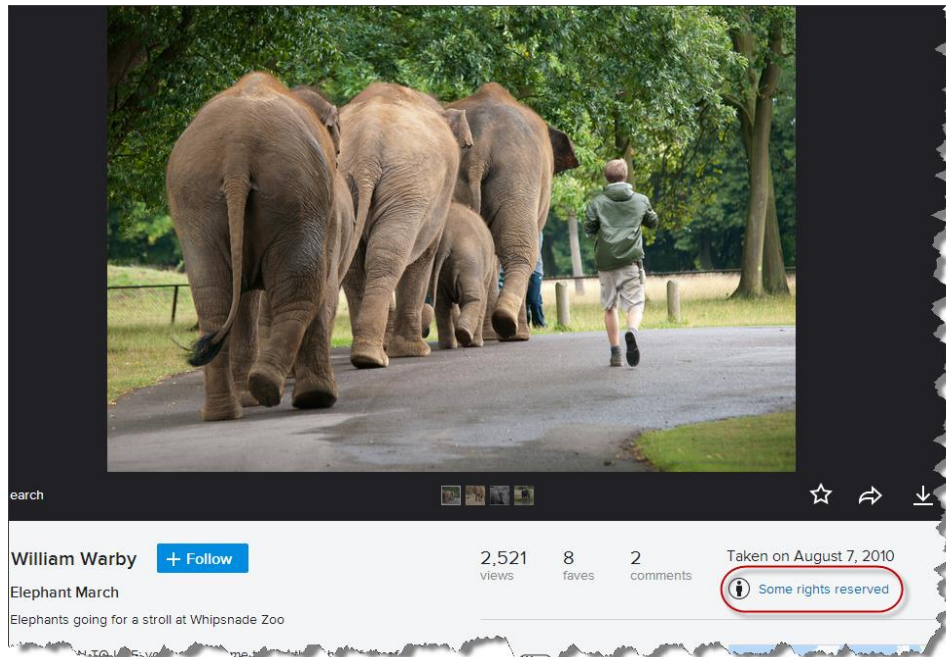 earch
William Warby
+ Follow
Elephant March
Elephants going for a stroll at Whipsnade Zoo
2,521
views
8
faves
2
comments
Taken on August 7, 2010
Some rights reserved